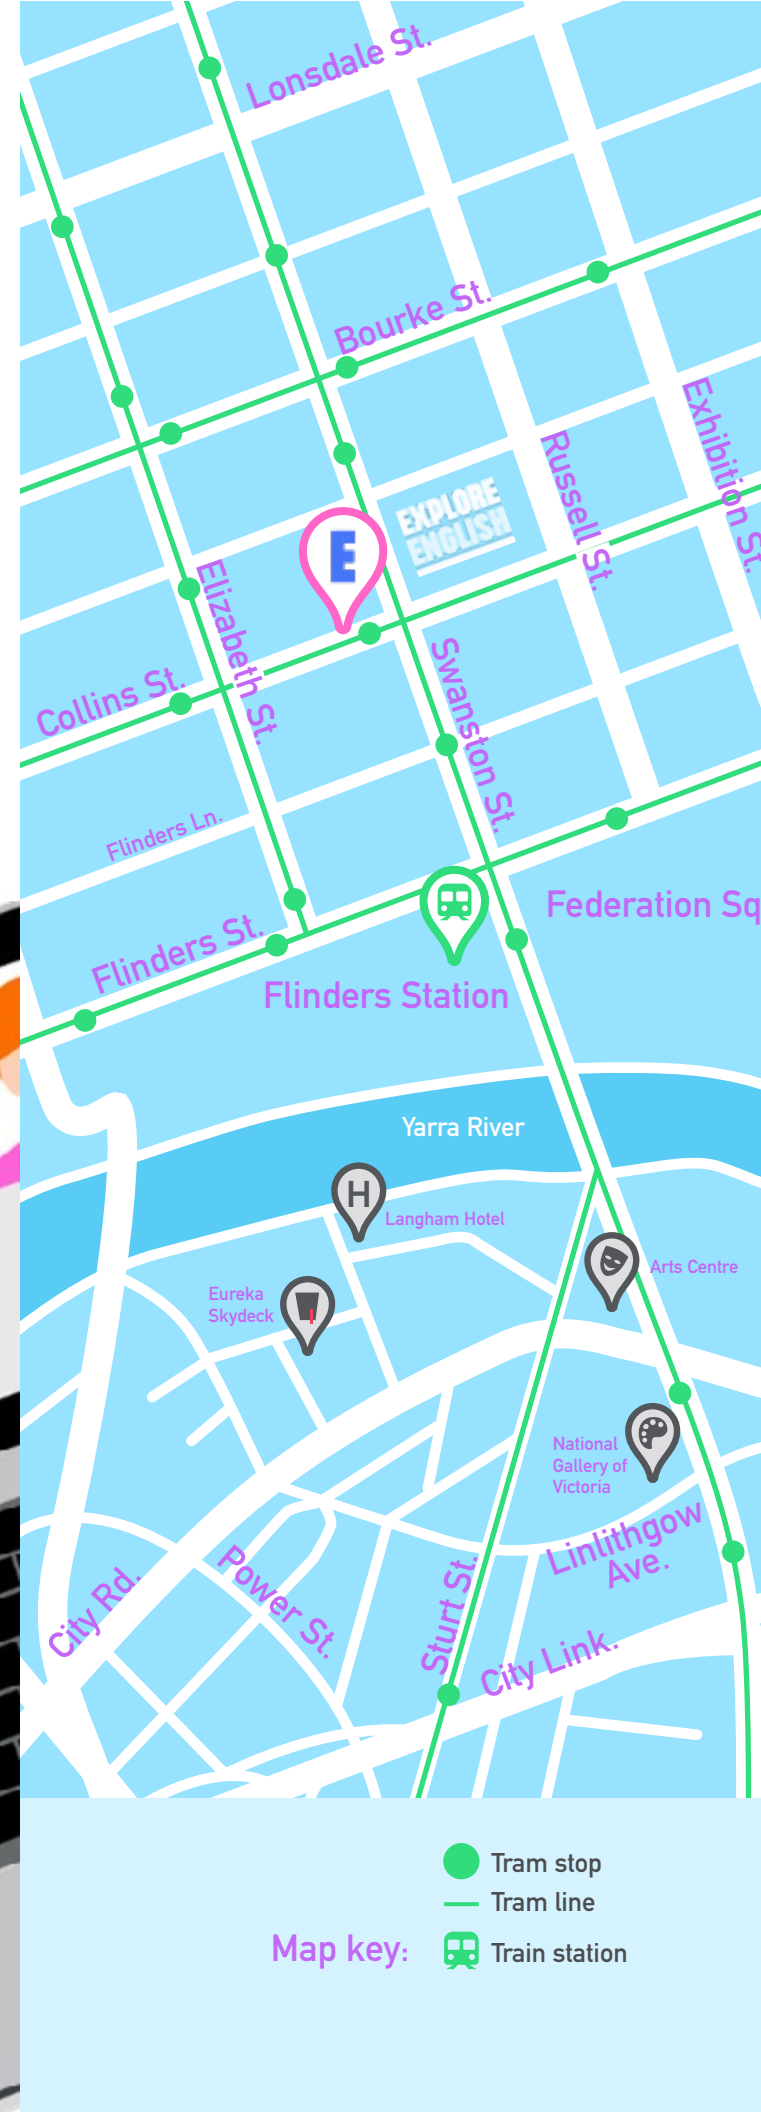 Lonsdale St.
Bourke St.
Exhibition St.
Russell St.
EXPLORE
ENGLISH
E
Elizabeth St.
Swanston St.
Collins St.
Flinders Ln.
Federation Sq
Flinders St.
Flinders Station
Yarra River
H
Langham Hotel
Arts Centre
Eureka
Skydeck
National
Gallery of
Victoria
Linlithgow
Ave.
Power St.
City Rd.
Sturt St.
City Link.
Tram stop
Tram line
Map key:
Train station